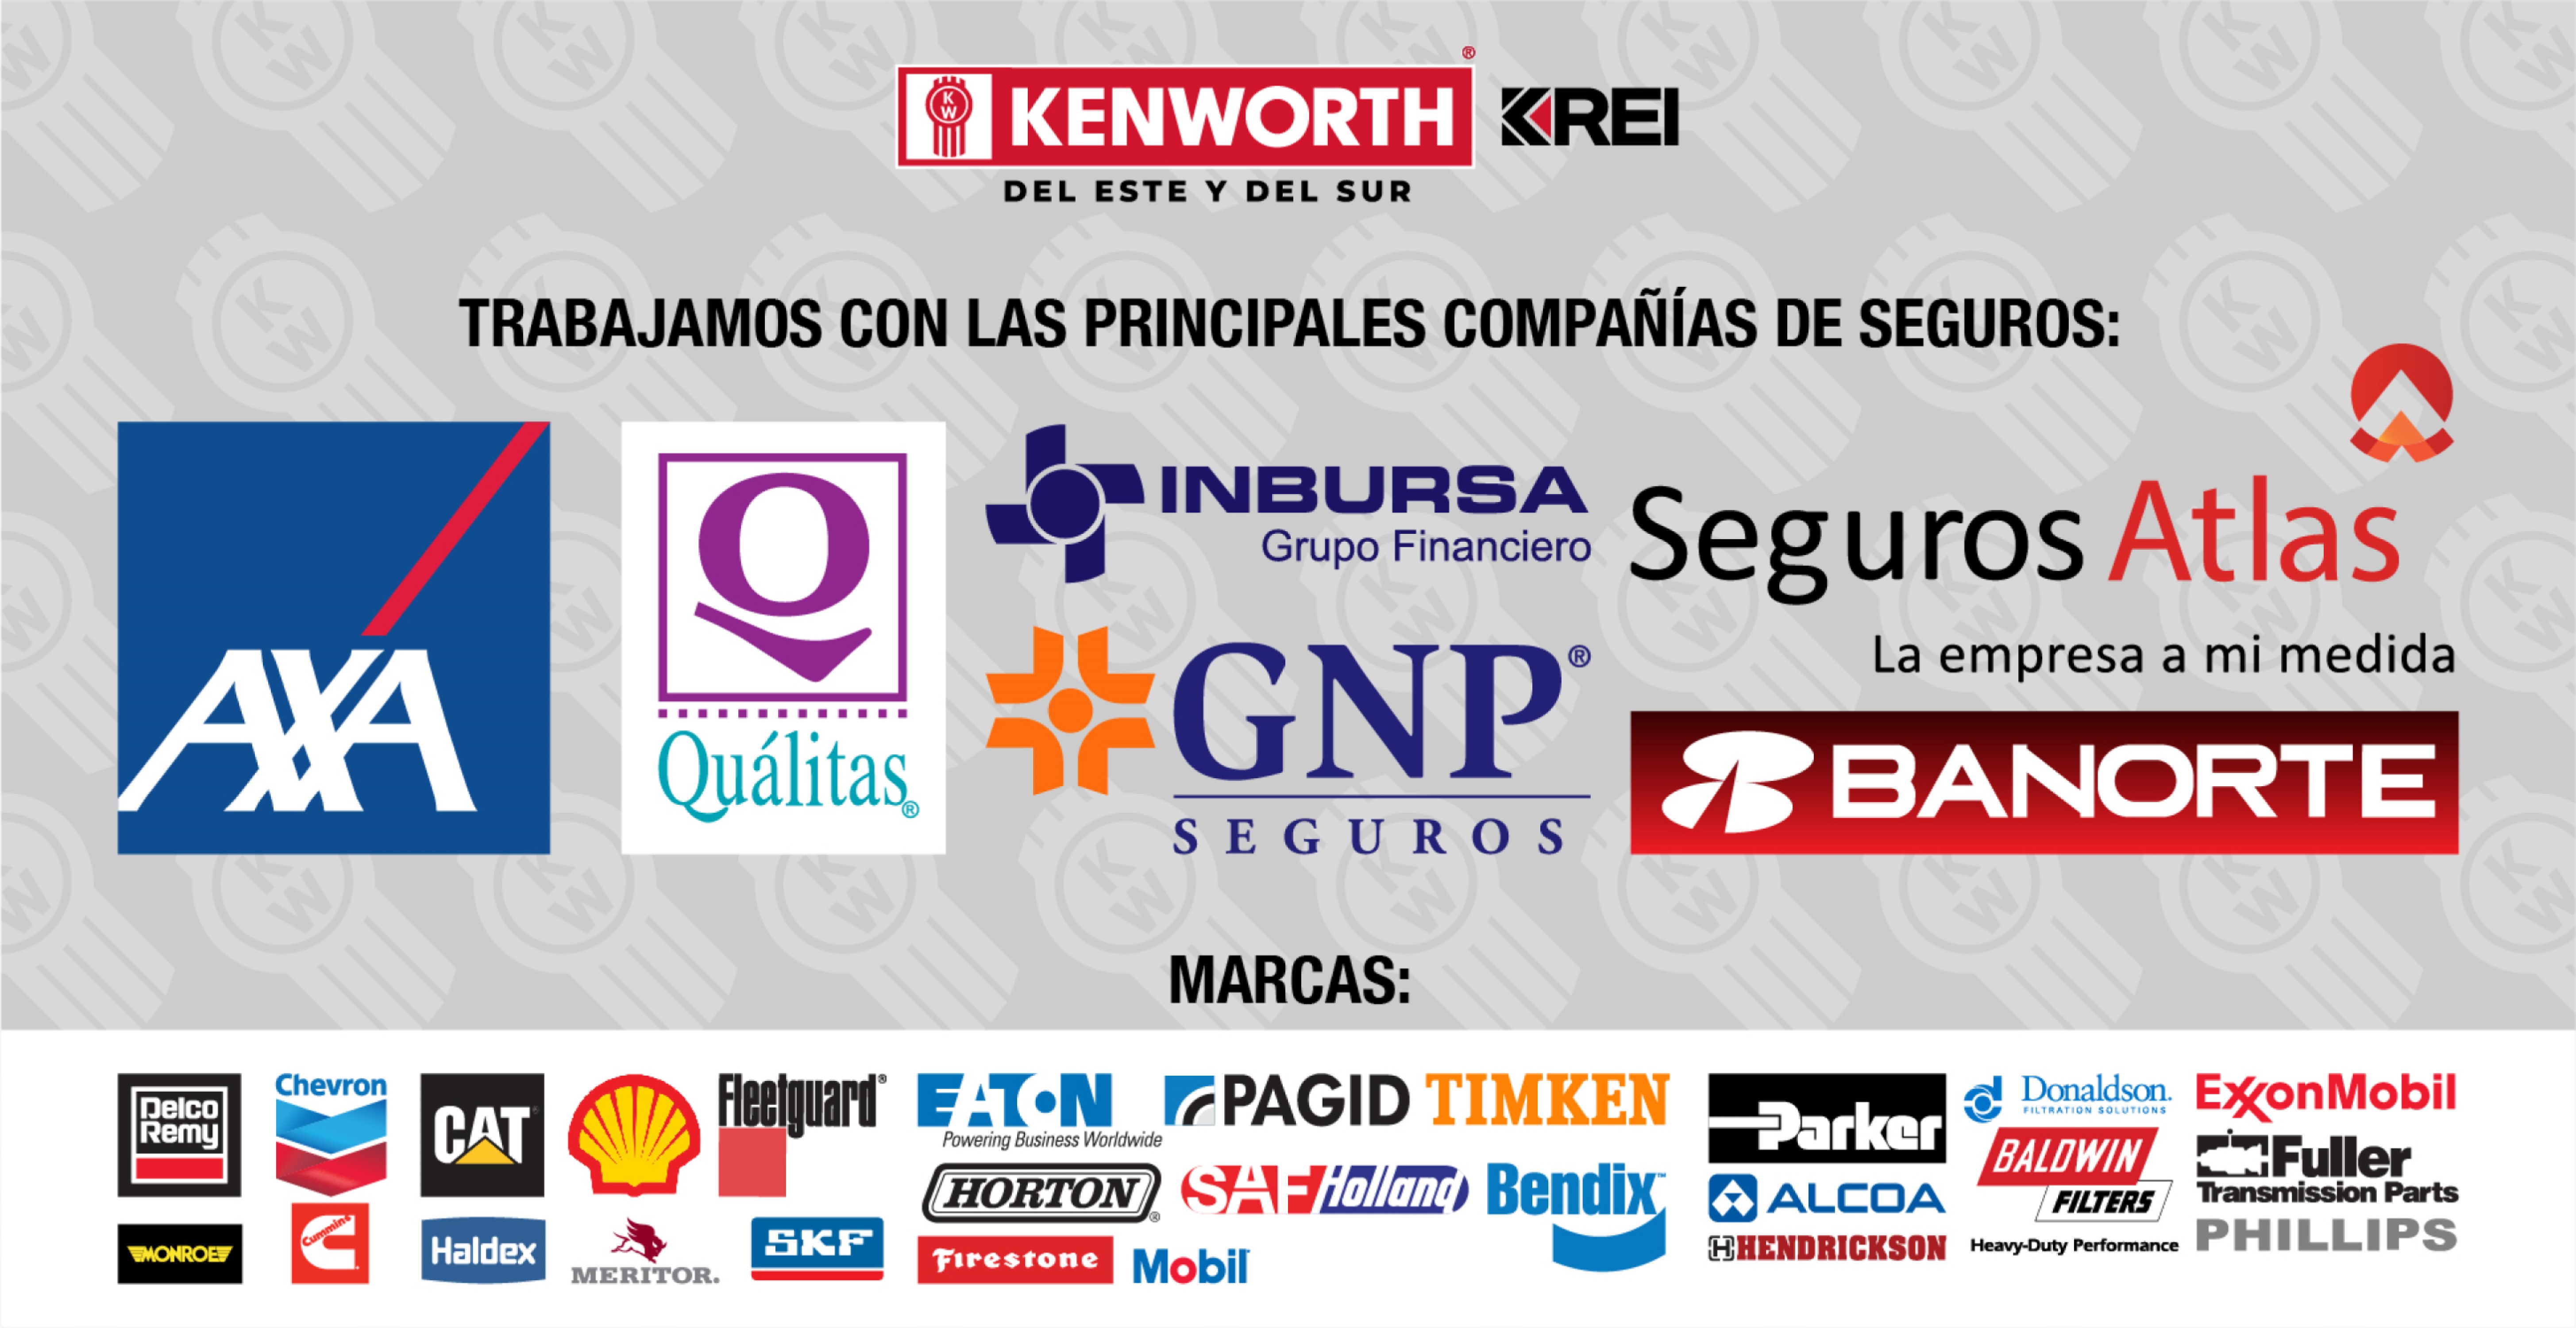 KW KENWORTH® KREI
DEL ESTE Y DEL SUR
TRABAJAMOS CON LAS PRINCIPALES COMPAÑÍAS DE SEGUROS:
AXA
Q
Quálitas®
INBURSA
Grupo Financiero
GNP®
SEGUROS
Seguros Atlas
La empresa a mi medida
BANORTE
MARCAS:
Delco
Remy
Chevron
CAT
Fleetguard®
EATON
Powering Business Worldwide
PAGID
TIMKEN
Parker
Donaldson.
FILTRATION SOLUTIONS
ExxonMobil
HORTON®
SAF Holland
Bendix™
ALCOA
BALDWIN
FILTERS
Heavy-Duty Performance
Fuller
Transmission Parts
MONROE
Cummins
Haldex
MERITOR.
SKF
Firestone
Mobil
HENDRICKSON
PHILLIPS